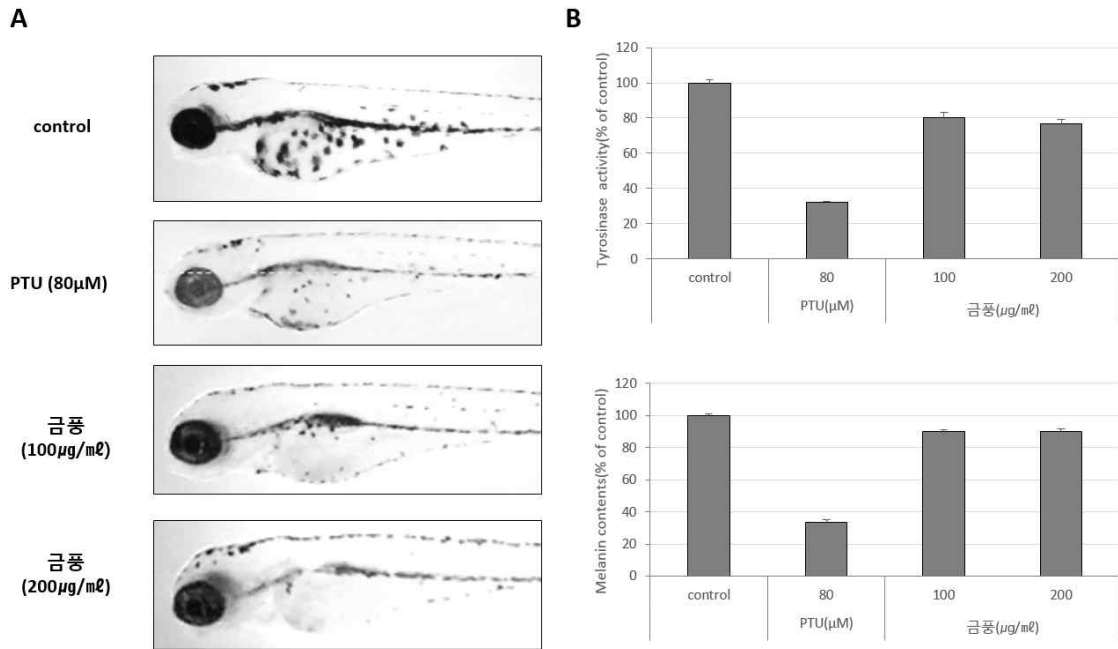 A
control
PTU (80μM)
금풍
(100㎍/㎖)
금풍
(200㎍/㎖)
B
Tyrosinase activity(% of control)
120
100
80
60
40
20
0
control
80
100
200
PTU(μM)
금풍(㎍/㎖)
Melanin contents(% of control)
120
100
80
60
40
20
0
control
80
100
200
PTU(μM)
금풍(㎍/㎖)